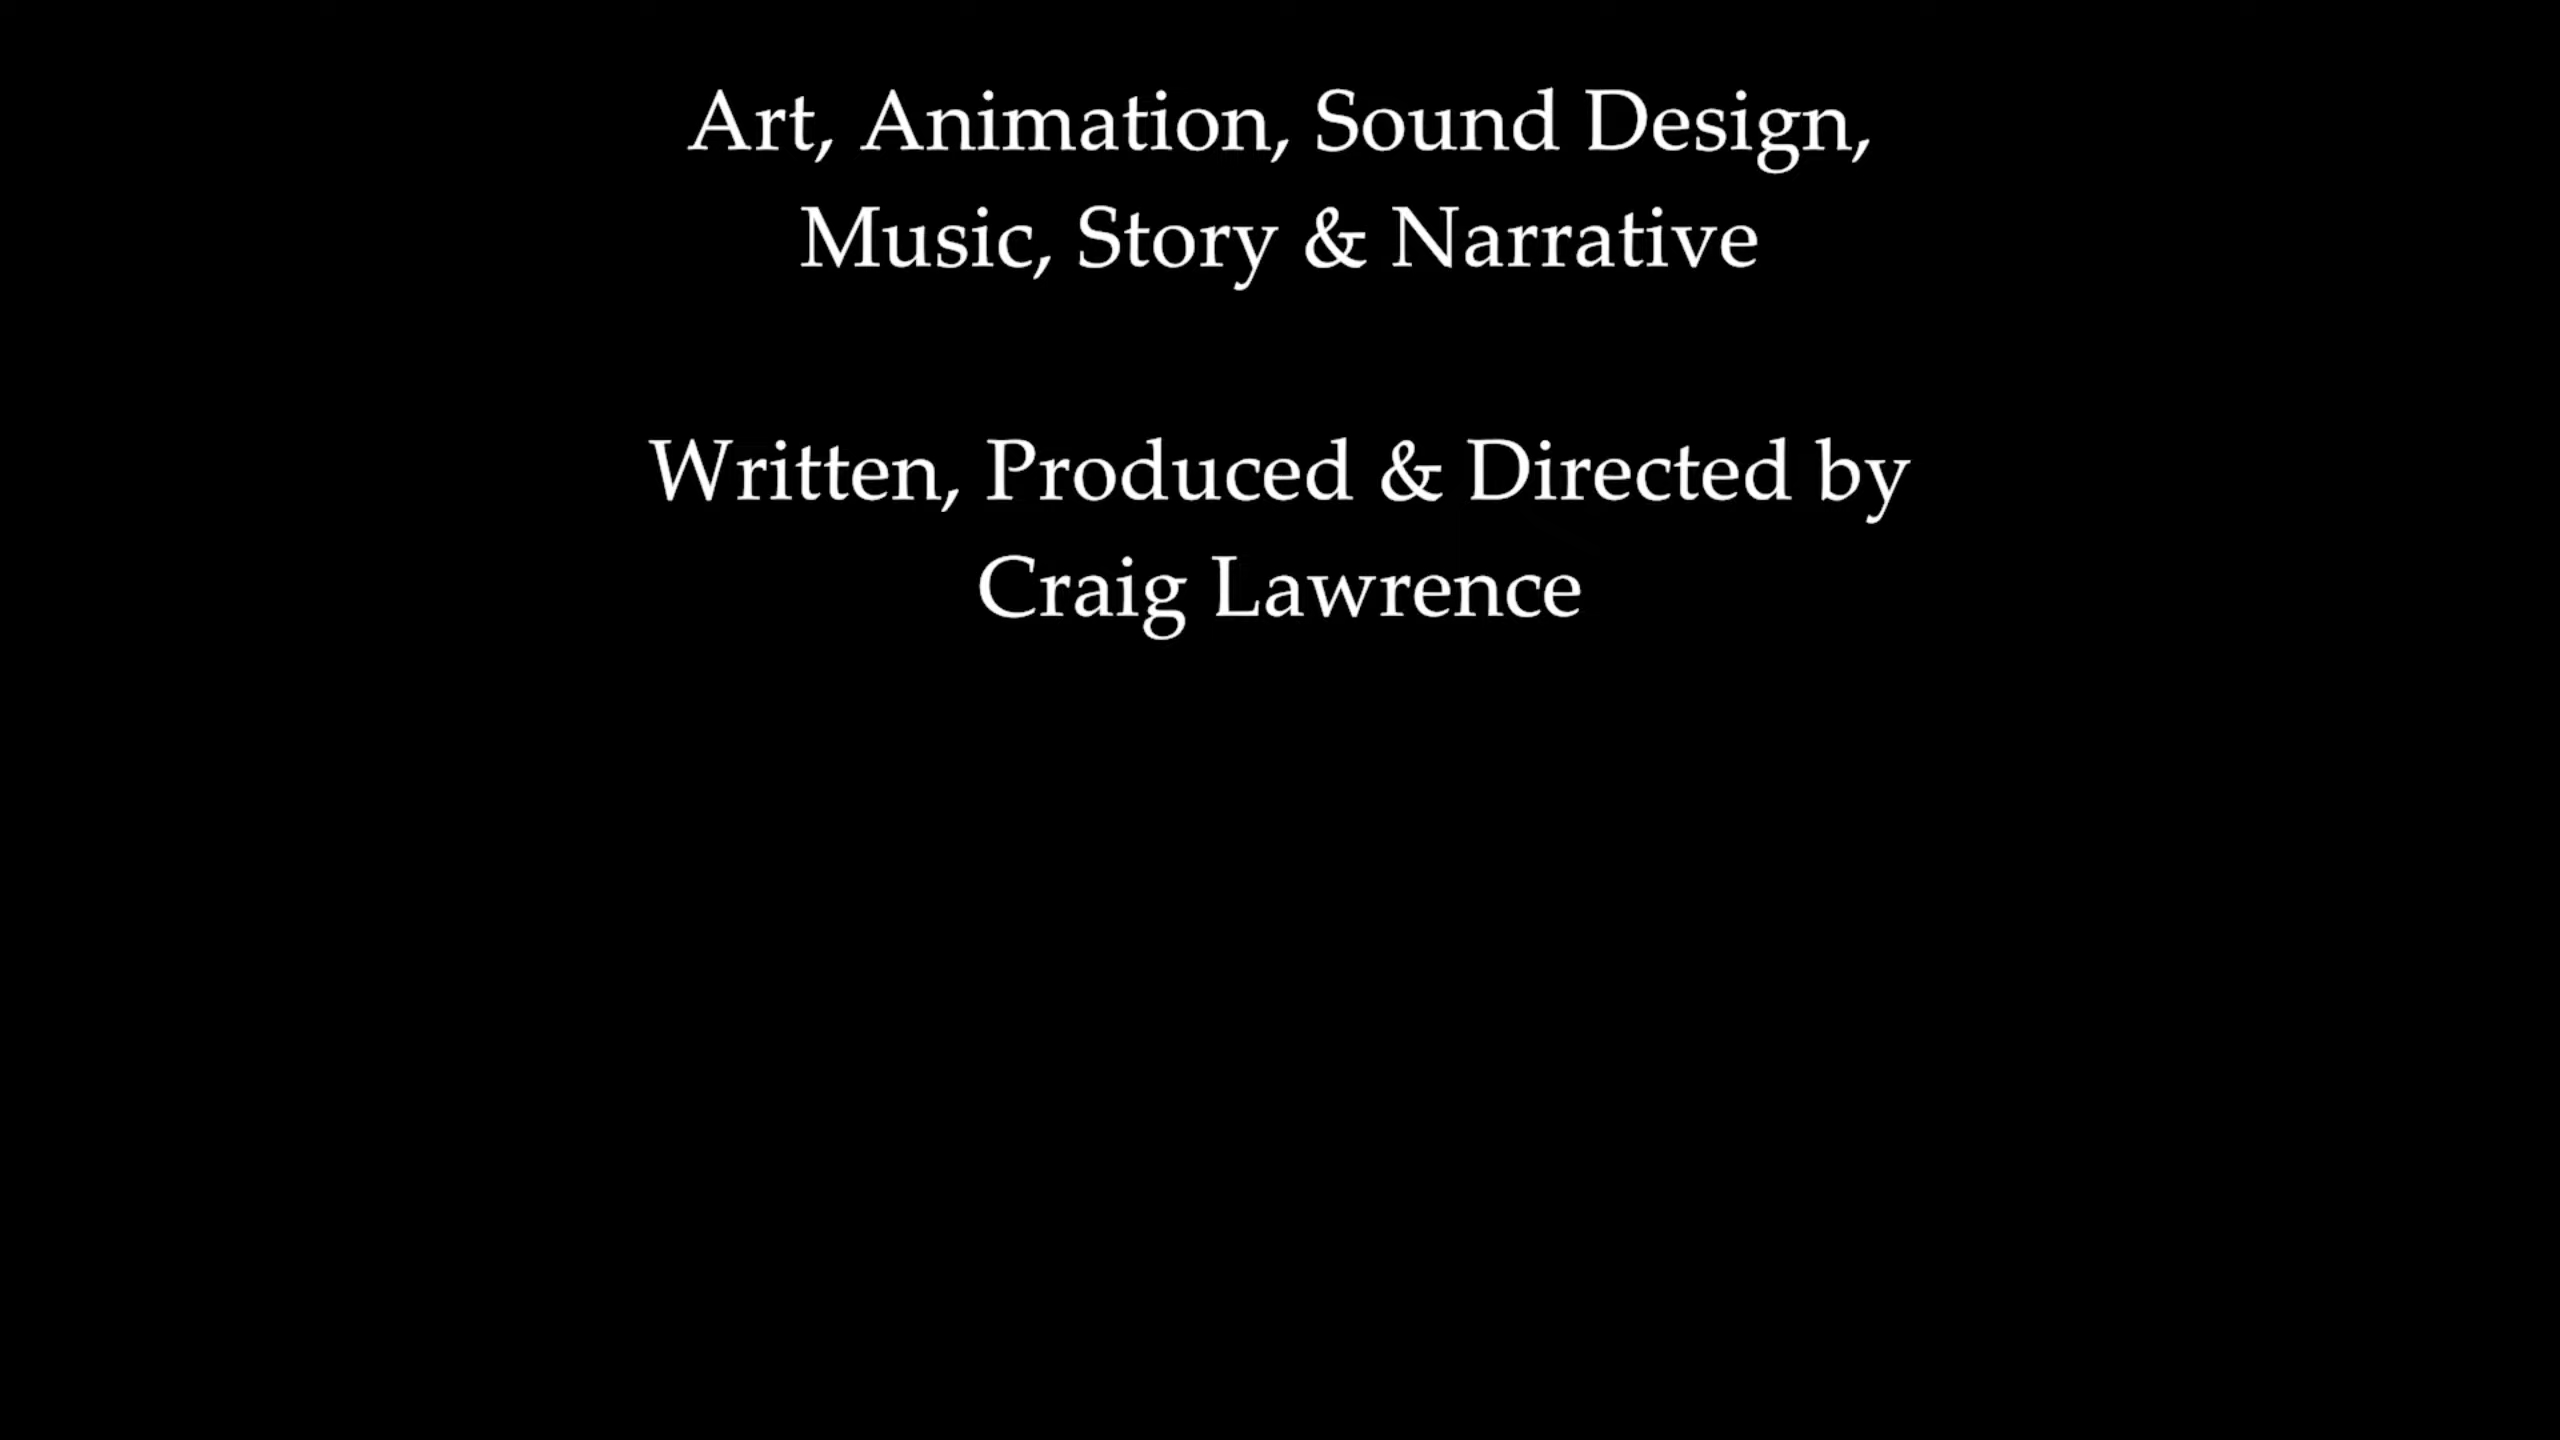 Art, Animation, Sound Design,
Music, Story & Narrative
Written, Produced & Directed by
Craig Lawrence